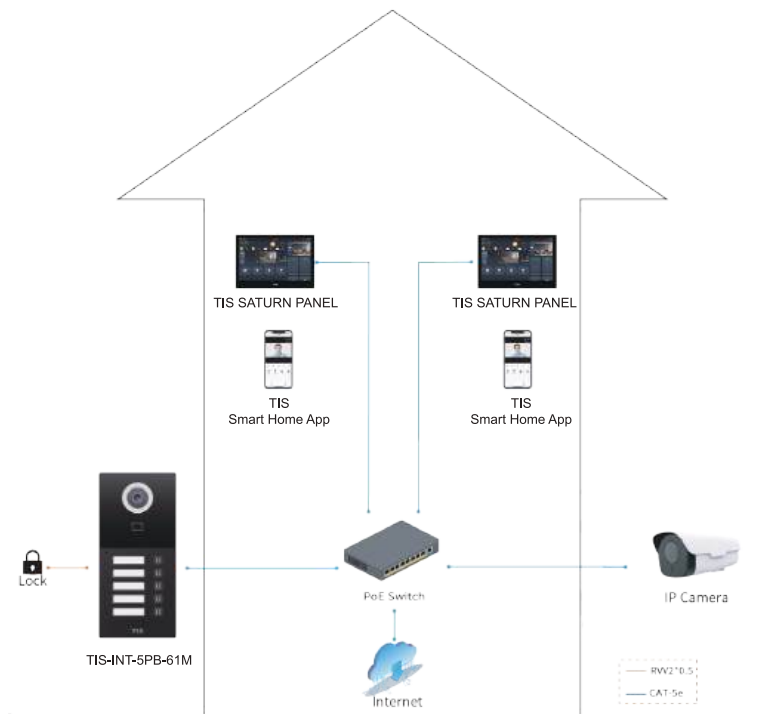 TIS SATURN PANEL
TIS SATURN PANEL
TIS
Smart Home App
TIS
Smart Home App
Lock
TIS
TIS-INT-5PB-61M
PoE Switch
IP Camera
Internet
RVV2*0.5
CAT-5e